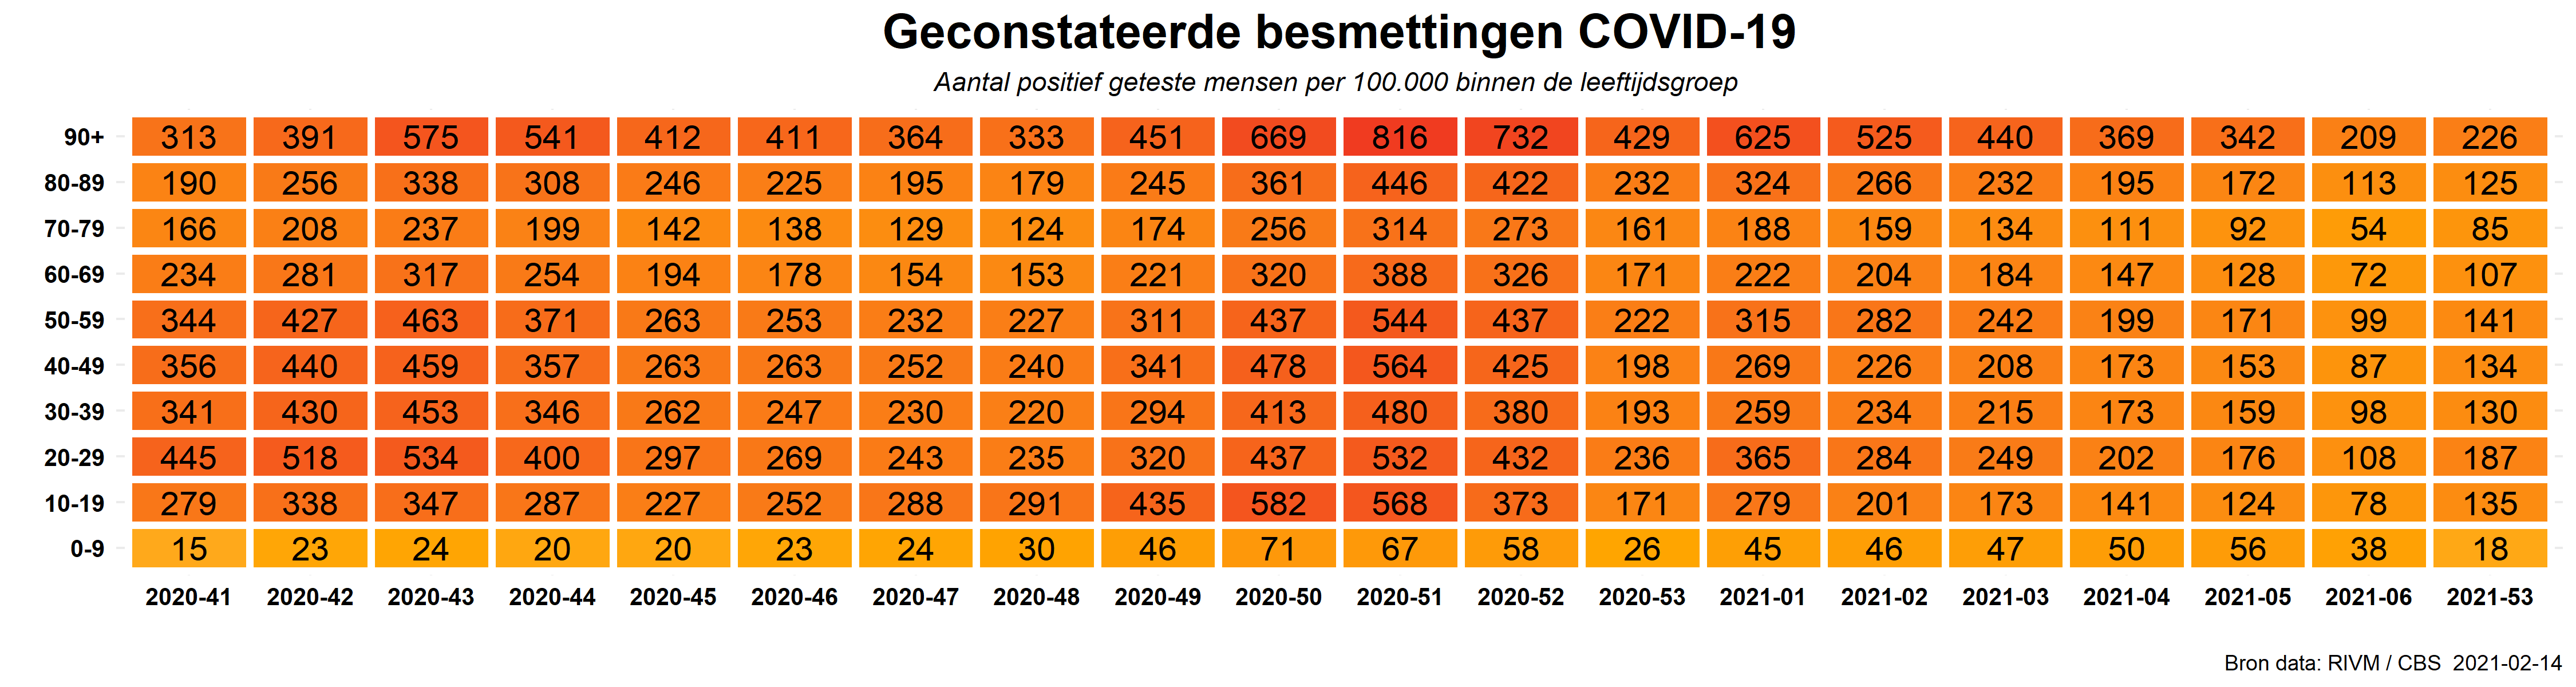 Geconstateerde besmettingen COVID-19
Aantal positief geteste mensen per 100.000 binnen de leeftijdsgroep
90+ 313 391 575 541 412 411 364 333 451 669 816 732 429 625 525 440 369 342 209 226
80-89 190 256 338 308 246 225 195 179 245 361 446 422 232 324 266 232 195 172 113 125
70-79 166 208 237 199 142 138 129 124 174 256 314 273 161 188 159 134 111 92 54 85
60-69 234 281 317 254 194 178 154 153 221 320 388 326 171 222 204 184 147 128 72 107
50-59 344 427 463 371 263 253 232 227 311 437 544 437 222 315 282 242 199 171 99 141
40-49 356 440 459 357 263 263 252 240 341 478 564 425 198 269 226 208 173 153 87 134
30-39 341 430 453 346 262 247 230 220 294 413 480 380 193 259 234 215 173 159 98 130
20-29 445 518 534 400 297 269 243 235 320 437 532 432 236 365 284 249 202 176 108 187
10-19 279 338 347 287 227 252 288 291 435 582 568 373 171 279 201 173 141 124 78 135
0-9 15 23 24 20 20 23 24 30 46 71 67 58 26 45 46 47 50 56 38 18
2020-41 2020-42 2020-43 2020-44 2020-45 2020-46 2020-47 2020-48 2020-49 2020-50 2020-51 2020-52 2020-53 2021-01 2021-02 2021-03 2021-04 2021-05 2021-06 2021-53
Bron data: RIVM / CBS 2021-02-14